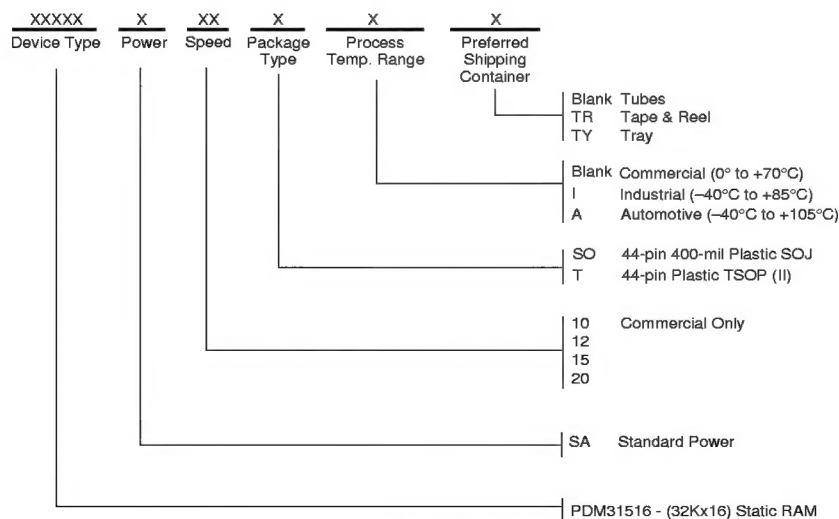 XXXXX X XX X X X
Device Type Power Speed Package Type Process Temp. Range Preferred Shipping Container
Blank Tubes
TR Tape & Reel
TY Tray
Blank Commercial (0° to +70°C)
I Industrial (–40°C to +85°C)
A Automotive (–40°C to +105°C)
SO 44-pin 400-mil Plastic SOJ
T 44-pin Plastic TSOP (II)
10 Commercial Only
12
15
20
SA Standard Power
PDM31516 - (32Kx16) Static RAM